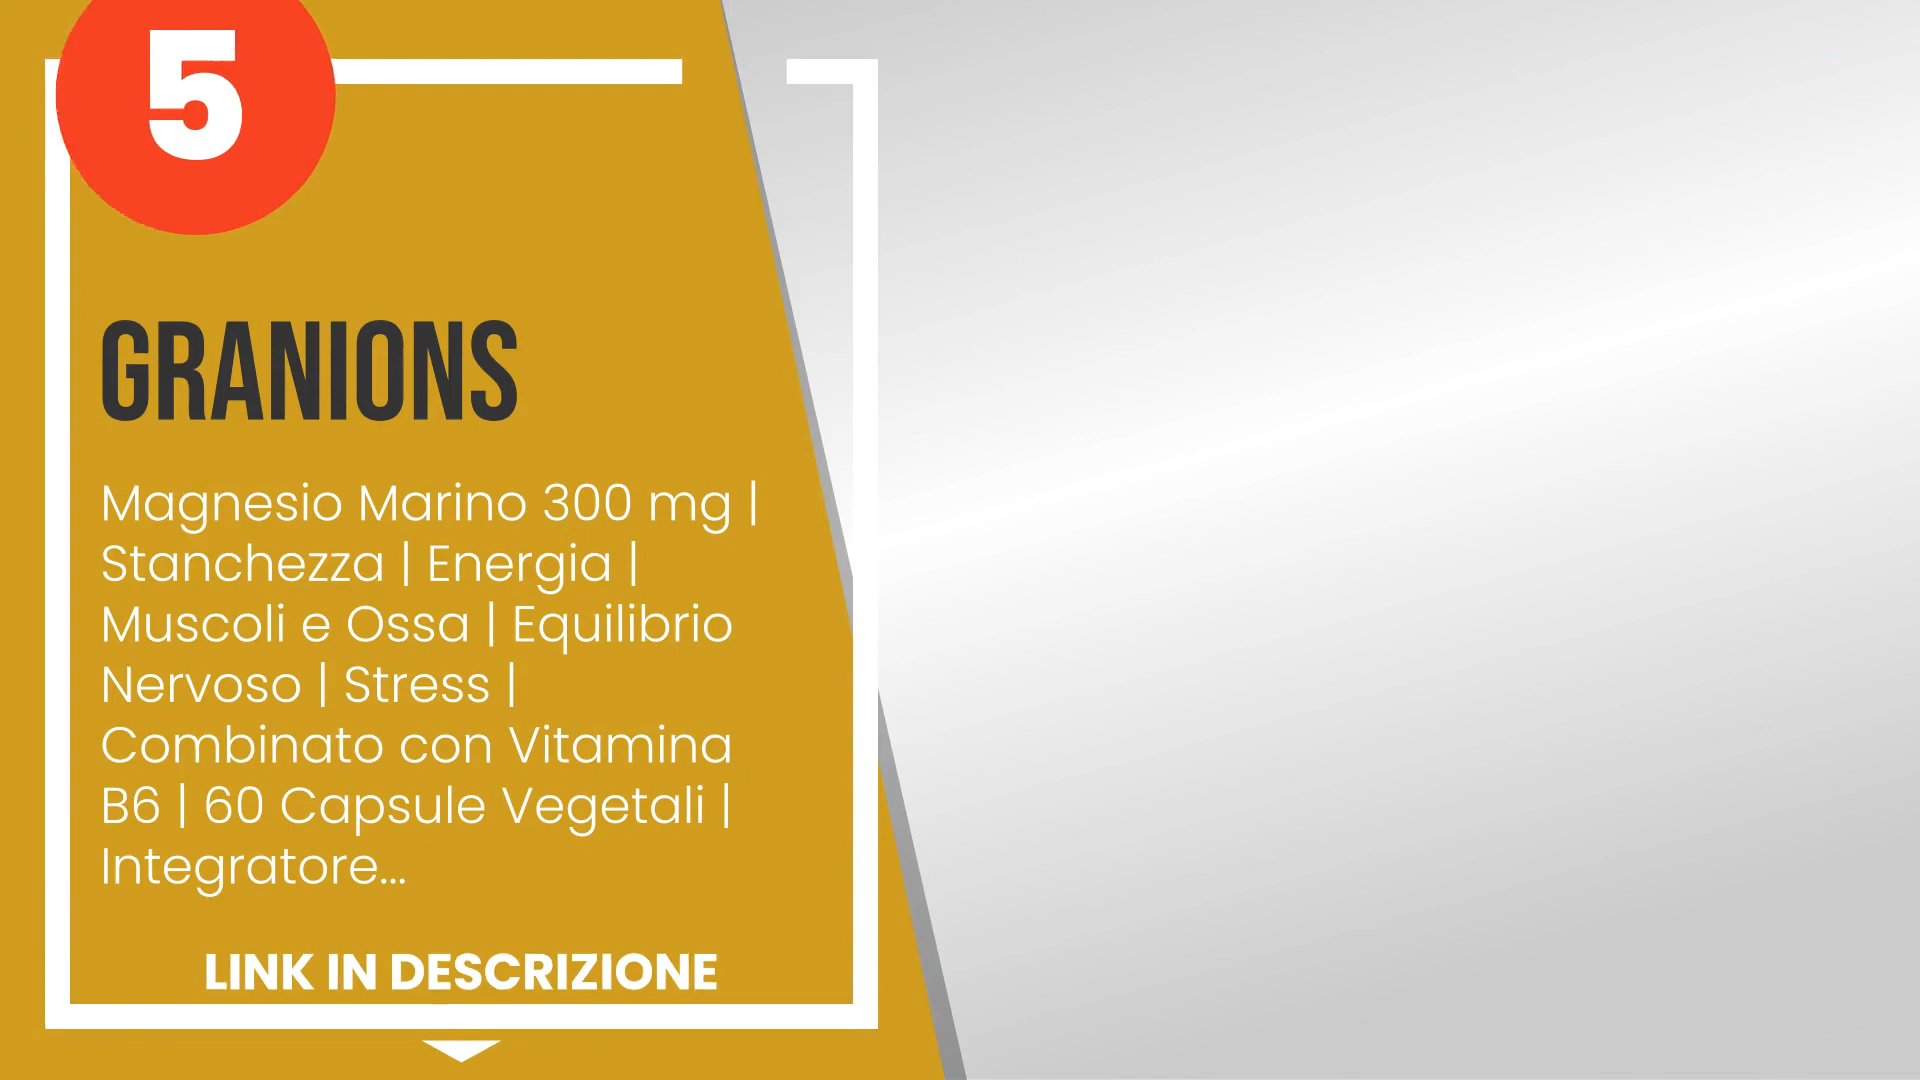 5
GRANIONS
Magnesio Marino 300 mg |
Stanchezza | Energia |
Muscoli e Ossa | Equilibrio
Nervoso | Stress |
Combinato con Vitamina
B6 | 60 Capsule Vegetali |
Integratore...
LINK IN DESCRIZIONE